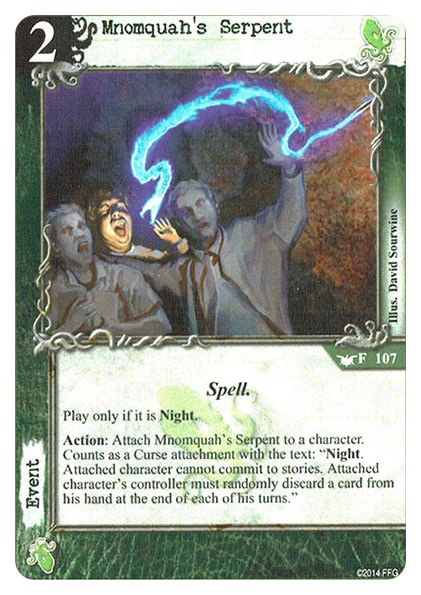 2
Mnomquah's Serpent
Illus. David Sourwine
F 107
Spell.
Play only if it is Night.
Action: Attach Mnomquah's Serpent to a character.
Counts as a Curse attachment with the text: “Night.
Attached character cannot commit to stories. Attached
character's controller must randomly discard a card from
his hand at the end of each of his turns.”
Event
©2014 FFG